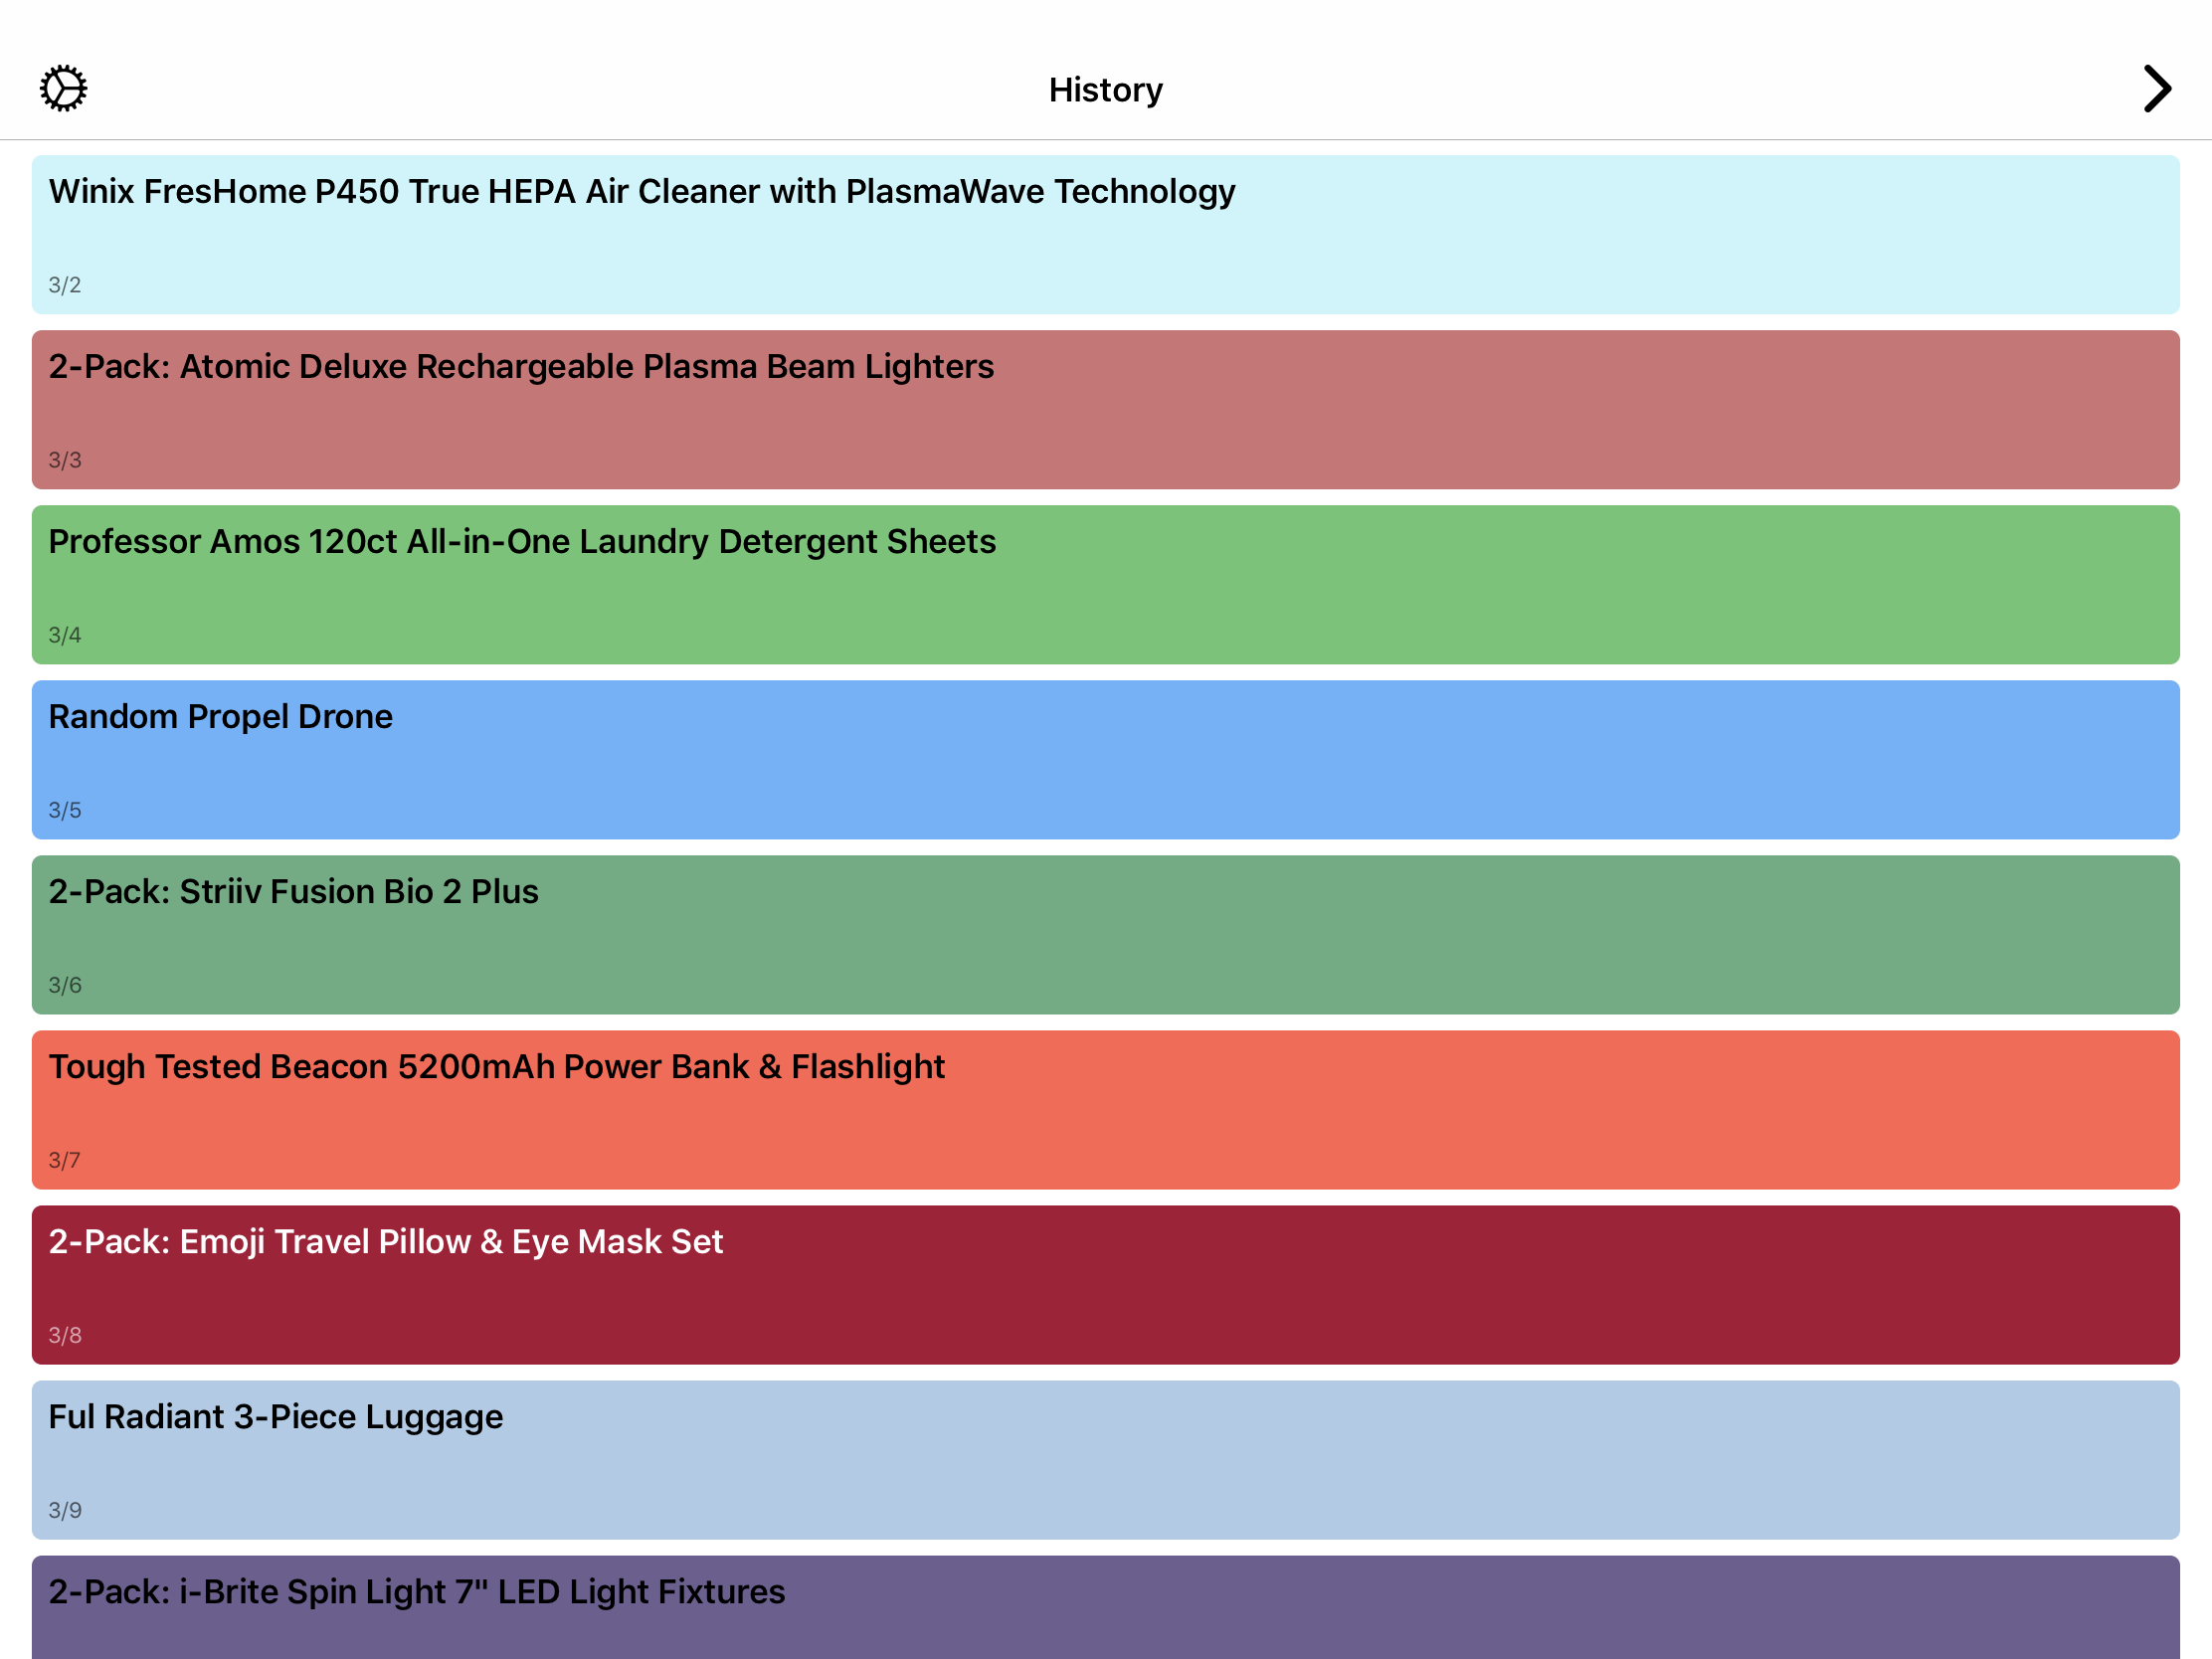 History
Winix FresHome P450 True HEPA Air Cleaner with PlasmaWave Technology
3/2
2-Pack: Atomic Deluxe Rechargeable Plasma Beam Lighters
3/3
Professor Amos 120ct All-in-One Laundry Detergent Sheets
3/4
Random Propel Drone
3/5
2-Pack: Striiv Fusion Bio 2 Plus
3/6
Tough Tested Beacon 5200mAh Power Bank & Flashlight
3/7
2-Pack: Emoji Travel Pillow & Eye Mask Set
3/8
Ful Radiant 3-Piece Luggage
3/9
2-Pack: i-Brite Spin Light 7" LED Light Fixtures